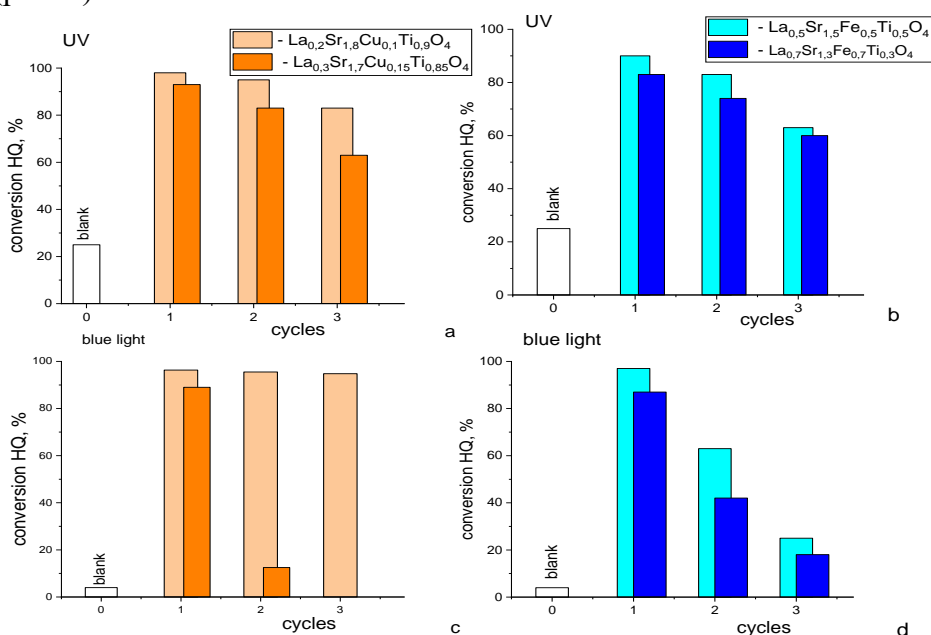 UV
- La0,2Sr1,8Cu0,1Ti0,9O4
- La0,3Sr1,7Cu0,15Ti0,85O4
conversion HQ, %
100
80
60
40
20
0
blank
0
1
2
3
cycles
a
UV
- La0,5Sr1,5Fe0,5Ti0,5O4
- La0,7Sr1,3Fe0,7Ti0,3O4
conversion HQ, %
100
80
60
40
20
0
blank
0
1
2
3
cycles
b
blue light
conversion HQ, %
100
80
60
40
20
0
blank
0
1
2
3
cycles
c
blue light
conversion HQ, %
100
80
60
40
20
0
blank
0
1
2
3
cycles
d